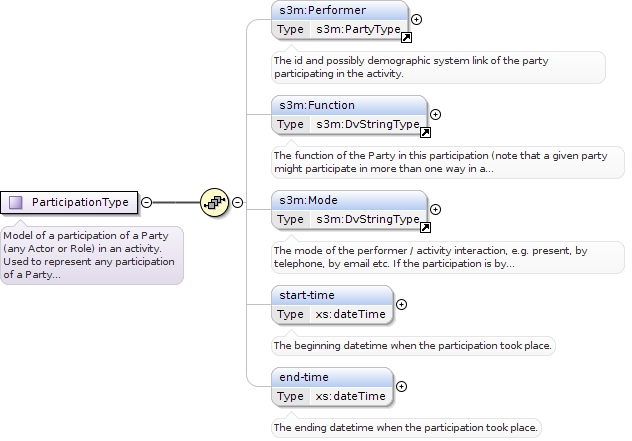 s3m:Performer
Type s3m:PartyType
The id and possibly demographic system link of the party
participating in the activity.
s3m:Function
Type s3m:DvStringType
The function of the Party in this participation (note that a given party
might participate in more than one way in a...
ParticipationType
Model of a participation of a Party
(any Actor or Role) in an activity.
Used to represent any participation
of a Party...
s3m:Mode
Type s3m:DvStringType
The mode of the performer / activity interaction, e.g. present, by
telephone, by email etc. If the participation is by...
start-time
Type xs:dateTime
The beginning datetime when the participation took place.
end-time
Type xs:dateTime
The ending datetime when the participation took place.